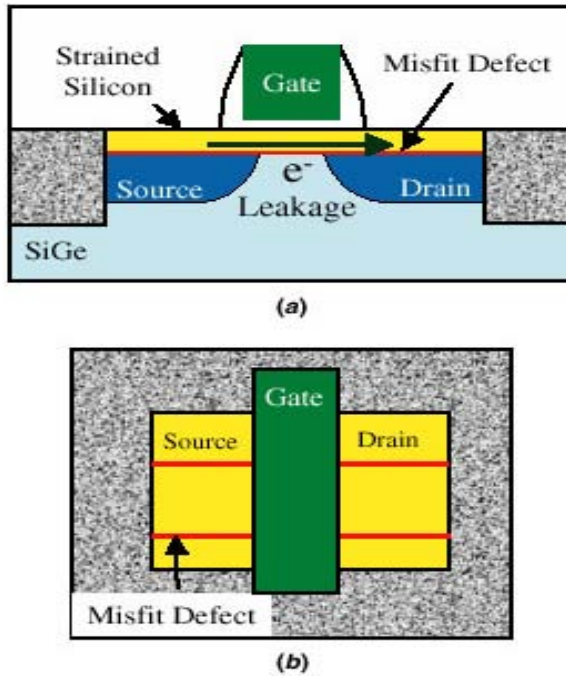 Strained
Silicon
Gate
Misfit Defect
e-
Source
Drain
Leakage
SiGe
(a)
Gate
Source
Drain
Misfit Defect
(b)